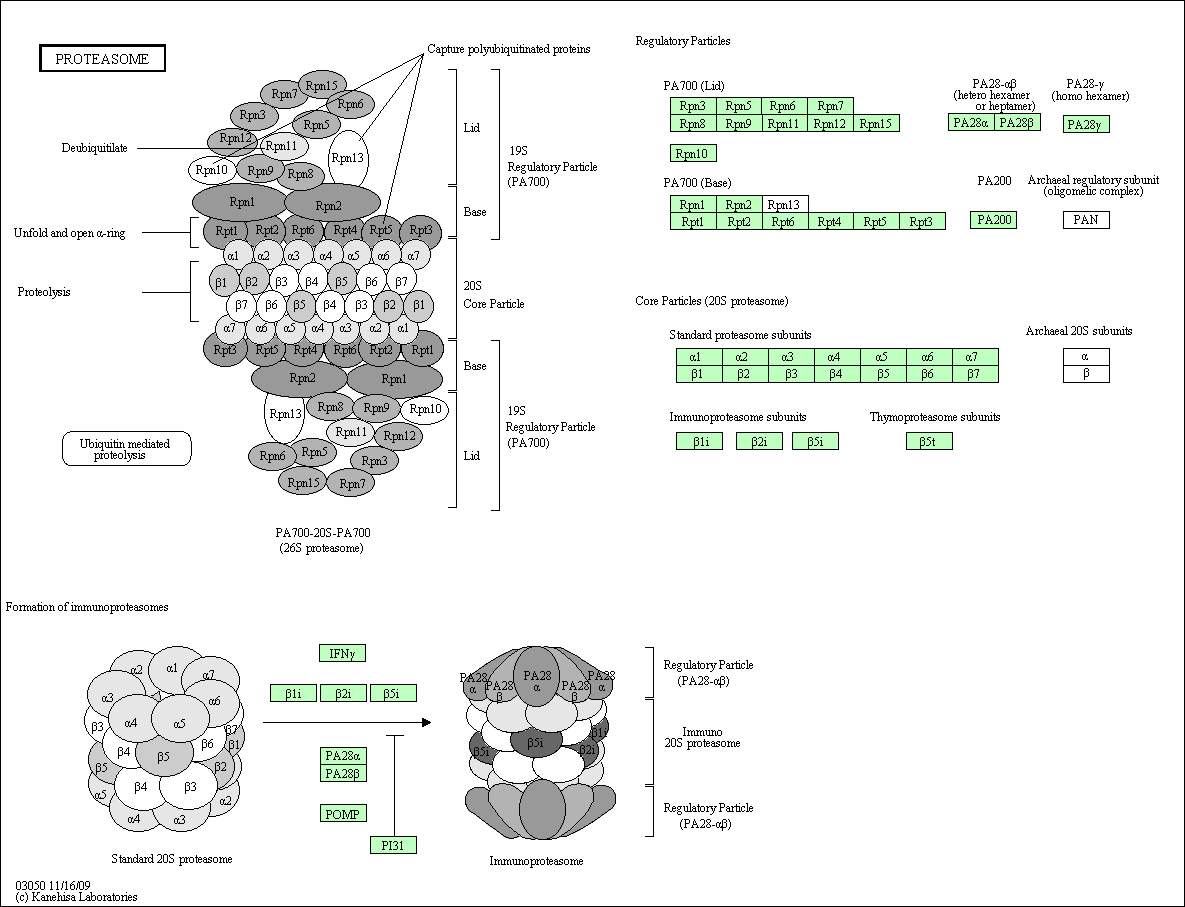 PROTEASOME
Capture polyubiquitinated proteins
Rpn15
Rpn7
Rpn6
Rpn3
Rpn5
Rpn12
Rpn11
Deubiquitilate
Rpn13
Rpn10
Rpn9
Rpn8
Rpn1
Rpn2
Rpt1 Rpt2 Rpt6 Rpt4 Rpt5 Rpt3
Unfold and open α-ring
α1 α2 α3 α4 α5 α6 α7
β1 β2 β3 β4 β5 β6 β7
Proteolysis
β7 β6 β5 β4 β3 β2 β1
α7 α6 α5 α4 α3 α2 α1
Rpt3 Rpt5 Rpt4 Rpt6 Rpt2 Rpt1
Rpn2
Rpn1
Rpn13
Rpn8
Rpn9
Rpn10
Rpn11
Rpn12
Rpn6
Rpn5
Rpn3
Rpn15
Rpn7
Lid
19S
Regulatory Particle
(PA700)
Base
20S
Core Particle
Base
19S
Regulatory Particle
(PA700)
Lid
Ubiquitin mediated
proteolysis
PA700-20S-PA700
(26S proteasome)
Regulatory Particles
PA700 (Lid)
Rpn3 Rpn5 Rpn6 Rpn7
Rpn8 Rpn9 Rpn11 Rpn12 Rpn15
Rpn10
PA28-αβ
(hetero hexamer
or heptamer)
PA28α PA28β
PA28-γ
(homo hexamer)
PA28γ
PA700 (Base)
Rpn1 Rpn2 Rpn13
Rpt1 Rpt2 Rpt6 Rpt4 Rpt5 Rpt3
PA200
PA200
Archaeal regulatory subunit
(oligomelic complex)
PAN
Core Particles (20S proteasome)
Standard proteasome subunits
α1 α2 α3 α4 α5 α6 α7
β1 β2 β3 β4 β5 β6 β7
Archaeal 20S subunits
α
β
Immunoproteasome subunits
β1i β2i β5i
Thymoproteasome subunits
β5t
Formation of immunoproteasomes
α2
α1
α7
α3
α6
α4
α5
β3
β7
β4
β6
β1
β5
β5
β2
β4
β3
α5
α2
α4
α3
Standard 20S proteasome
IFNγ
β1i β2i β5i
PA28α
PA28β
POMP
PI31
PA28
α
PA28
β
PA28
α
PA28
β
PA28
α
β1i
β5i
β5i
β2i
Immunoproteasome
Regulatory Particle
(PA28-αβ)
Immuno
20S proteasome
Regulatory Particle
(PA28-αβ)
03050 11/16/09
(c) Kanehisa Laboratories